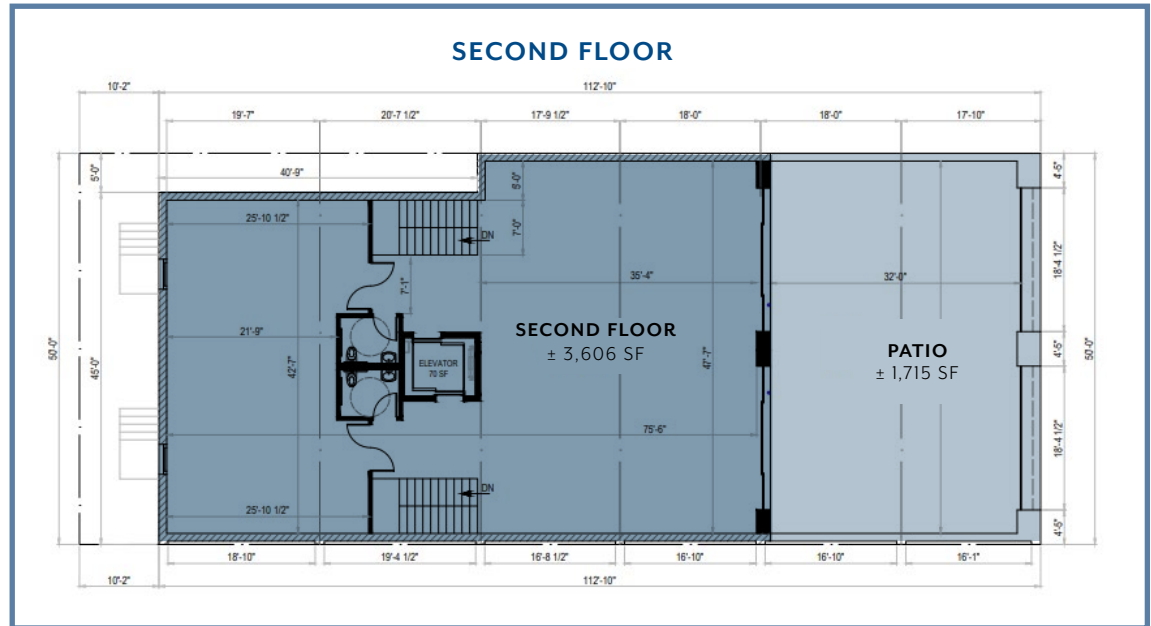 SECOND FLOOR
10'-2" 112'-10"
19'-7" 20'-7 1/2" 17'-9 1/2" 18'-0" 18'-0" 17'-10"
5'-0"
40'-9"
4'-5"
25'-10 1/2"
7'-0"
DN
18'-4 1/2"
7'-1"
35'-4"
32'-0"
21'-9"
SECOND FLOOR
± 3,606 SF
PATIO
± 1,715 SF
ELEVATOR
70 SF
50'-0"
45'-0"
42'-7"
47'-7"
4'-5"
50'-0"
75'-6"
18'-4 1/2"
DN
25'-10 1/2"
4'-5"
18'-10" 19'-4 1/2" 16'-8 1/2" 16'-10" 16'-10" 16'-1"
10'-2" 112'-10"